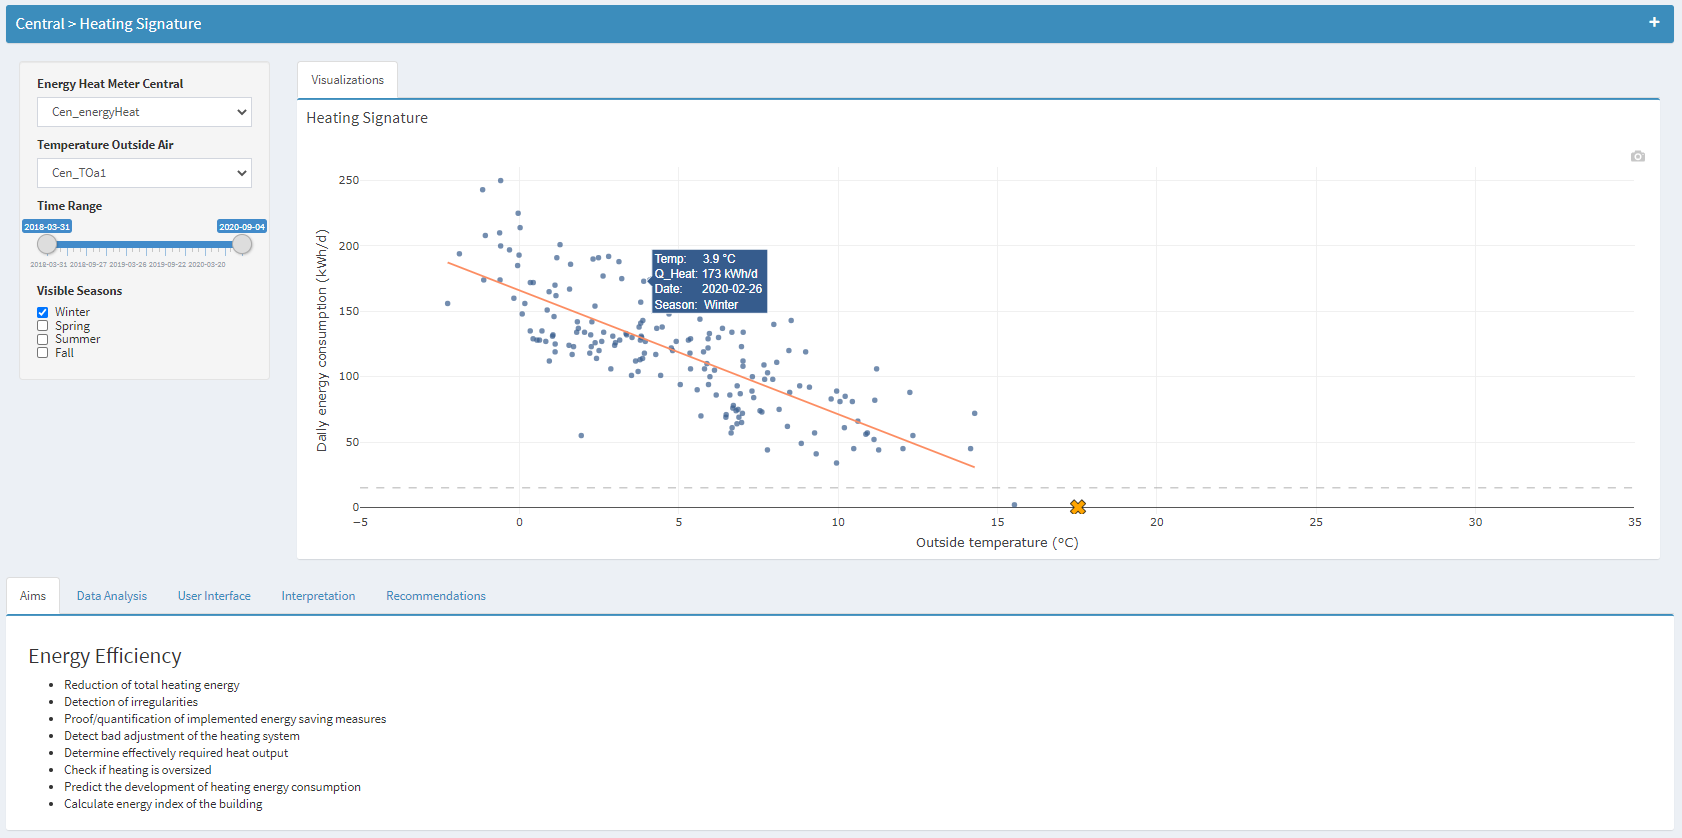 Central > Heating Signature
+
Energy Heat Meter Central
Cen_energyHeat
Temperature Outside Air
Cen_TOa1
Time Range
2018-03-31 2020-09-04
2018-03-31 2018-09-27 2019-03-26 2019-09-22 2020-03-20
Visible Seasons
Winter
Spring
Summer
Fall
Visualizations
Heating Signature
Daily energy consumption (kWh/d)
250
200
150
100
50
0
Temp: 3.9 °C
Q_Heat: 173 kWh/d
Date: 2020-02-26
Season: Winter
−5 0 5 10 15 20 25 30 35
Outside temperature (°C)
Aims Data Analysis User Interface Interpretation Recommendations
Energy Efficiency
• Reduction of total heating energy
• Detection of irregularities
• Proof/quantification of implemented energy saving measures
• Detect bad adjustment of the heating system
• Determine effectively required heat output
• Check if heating is oversized
• Predict the development of heating energy consumption
• Calculate energy index of the building